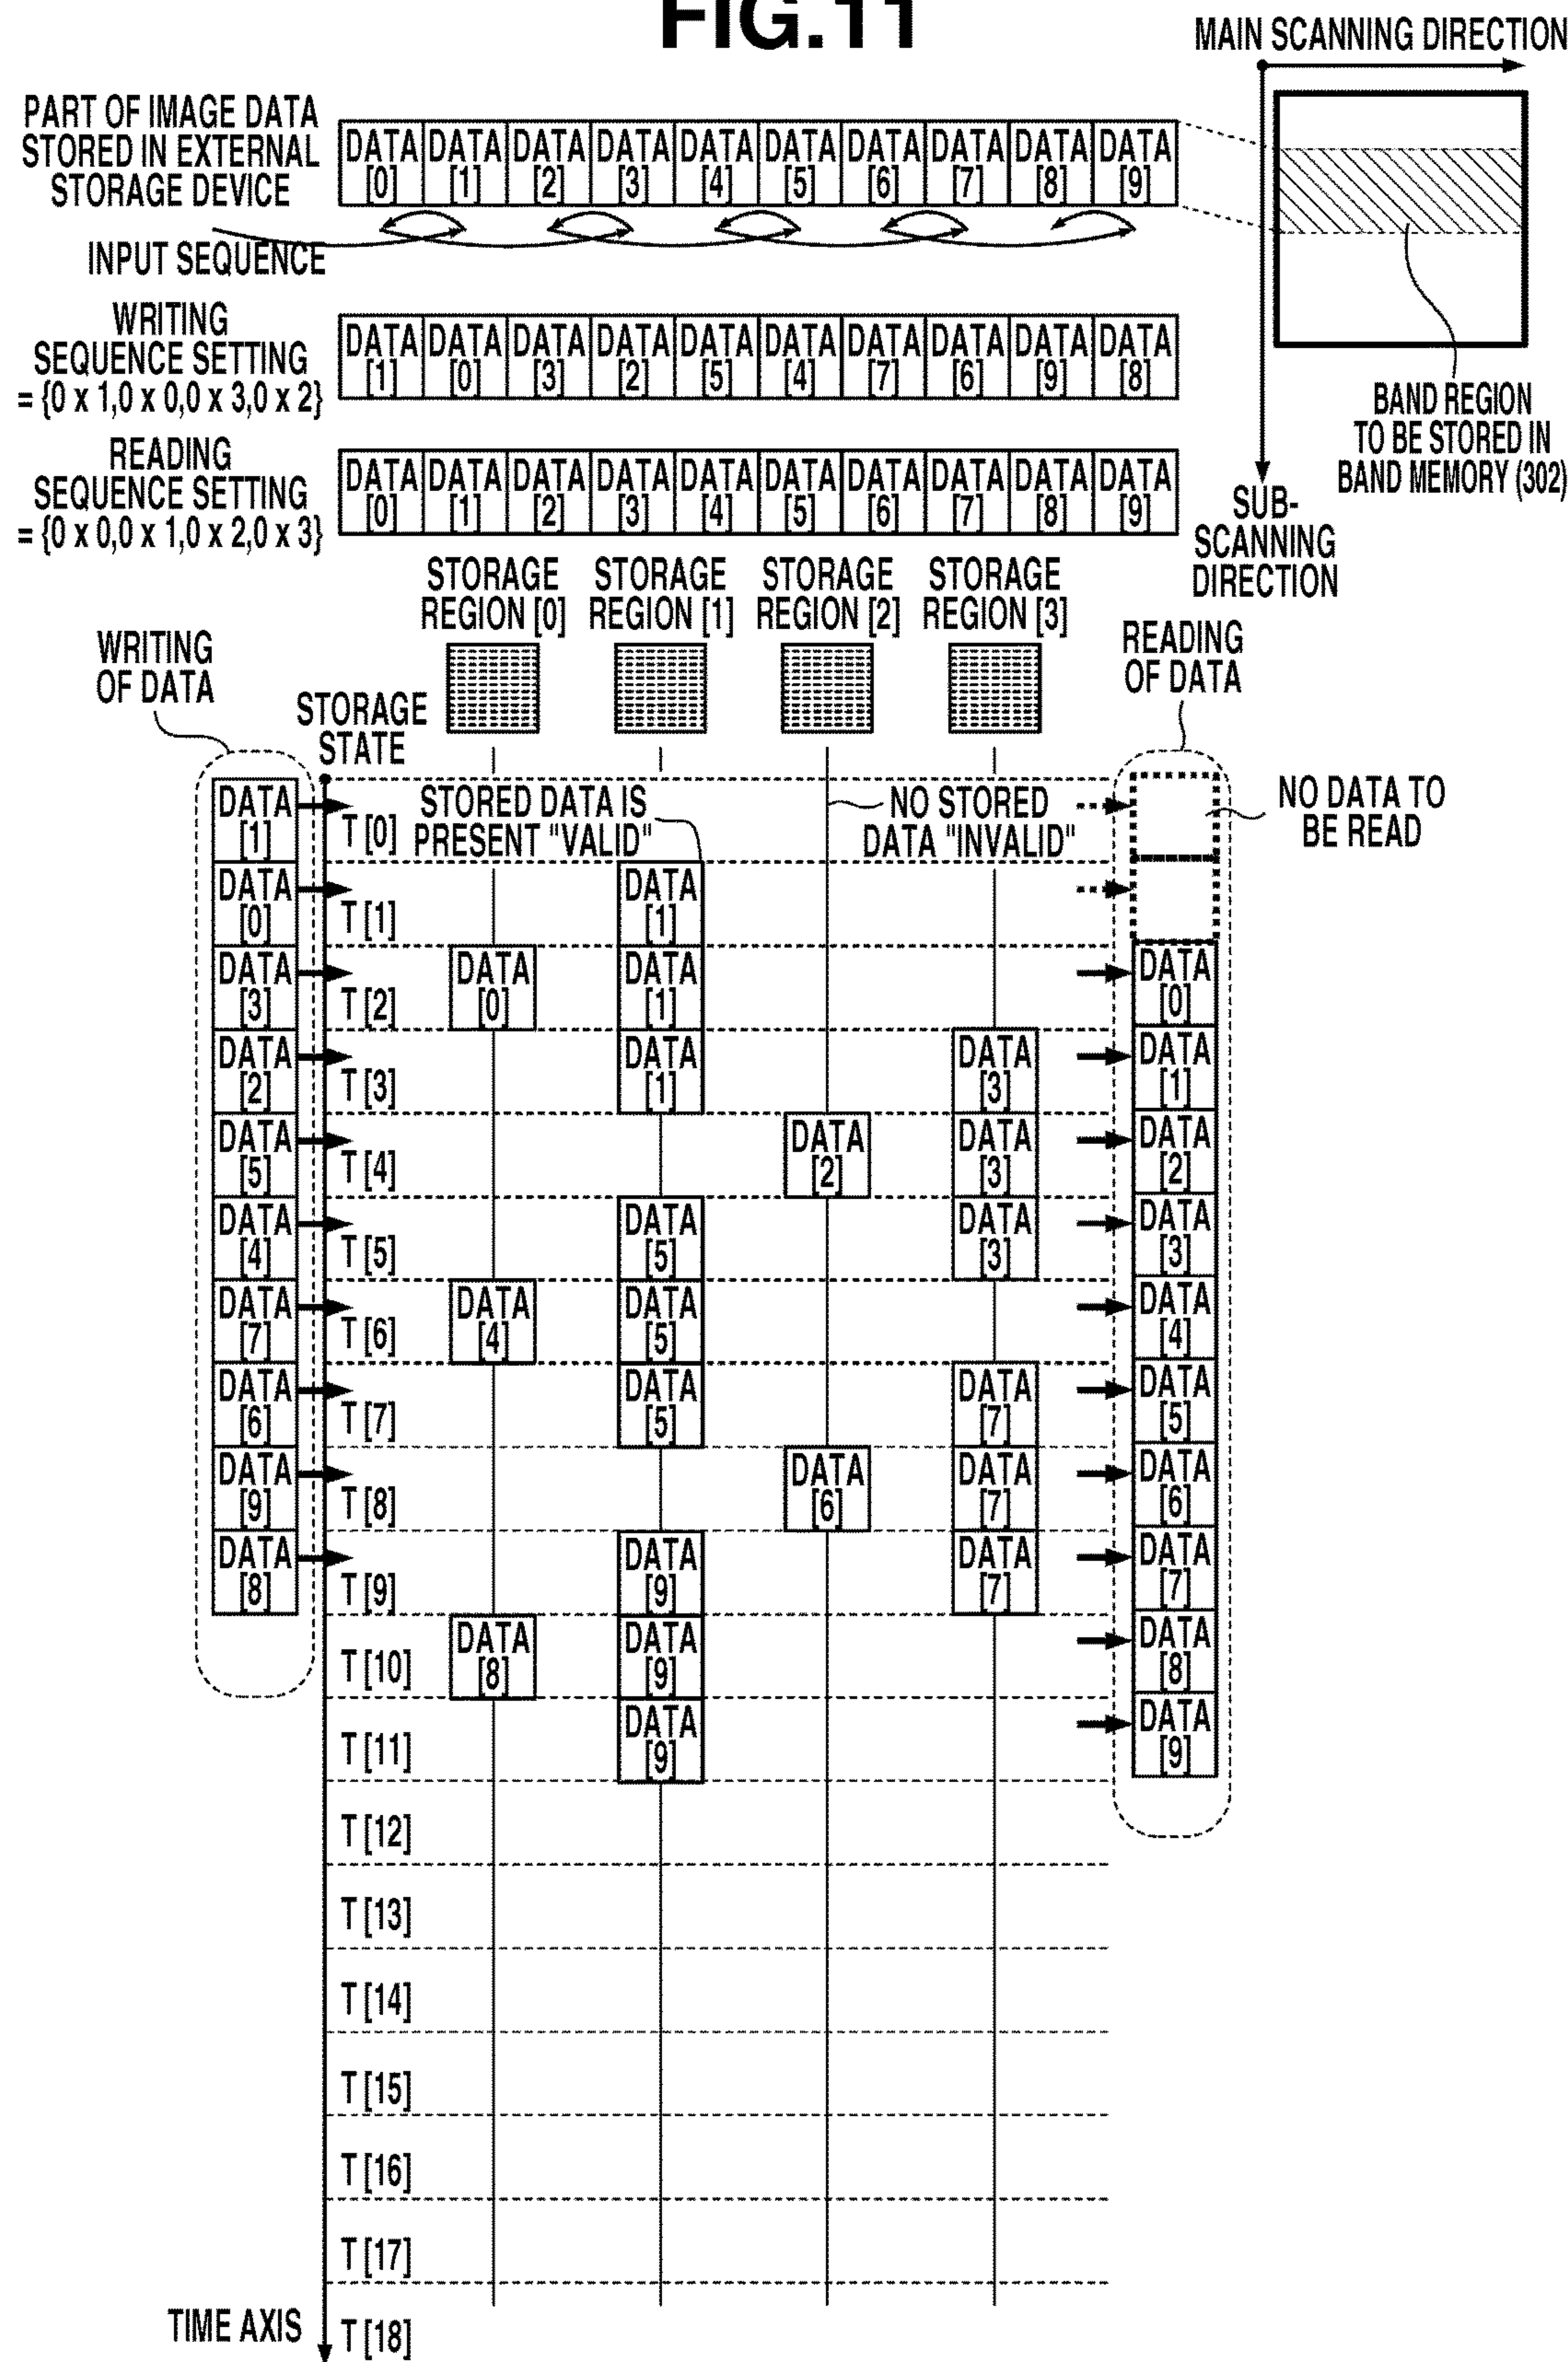 FIG.11
MAIN SCANNING DIRECTION
PART OF IMAGE DATA
STORED IN EXTERNAL
STORAGE DEVICE
DATA [0] DATA [1] DATA [2] DATA [3] DATA [4] DATA [5] DATA [6] DATA [7] DATA [8] DATA [9]
INPUT SEQUENCE
WRITING
SEQUENCE SETTING
= {0 x 1,0 x 0,0 x 3,0 x 2}
DATA [1] DATA [0] DATA [3] DATA [2] DATA [5] DATA [4] DATA [7] DATA [6] DATA [9] DATA [8]
BAND REGION
TO BE STORED IN
BAND MEMORY (302)
READING
SEQUENCE SETTING
= {0 x 0,0 x 1,0 x 2,0 x 3}
DATA [0] DATA [1] DATA [2] DATA [3] DATA [4] DATA [5] DATA [6] DATA [7] DATA [8] DATA [9]
SUB-
SCANNING
DIRECTION
STORAGE
REGION [0]
STORAGE
REGION [1]
STORAGE
REGION [2]
STORAGE
REGION [3]
WRITING
OF DATA
STORAGE
STATE
READING
OF DATA
DATA [1] T [0]
STORED DATA IS
PRESENT "VALID"
NO STORED
DATA "INVALID"
NO DATA TO
BE READ
DATA [0] T [1] DATA [1]
DATA [3] T [2] DATA [0] DATA [1] DATA [0]
DATA [2] T [3] DATA [1] DATA [3] DATA [1]
DATA [5] T [4] DATA [2] DATA [3] DATA [2]
DATA [4] T [5] DATA [5] DATA [3] DATA [3]
DATA [7] T [6] DATA [4] DATA [5] DATA [4]
DATA [6] T [7] DATA [5] DATA [7] DATA [5]
DATA [9] T [8] DATA [6] DATA [7] DATA [6]
DATA [8] T [9] DATA [9] DATA [7] DATA [7]
T [10] DATA [8] DATA [9] DATA [8]
T [11] DATA [9] DATA [9]
T [12]
T [13]
T [14]
T [15]
T [16]
T [17]
TIME AXIS T [18]